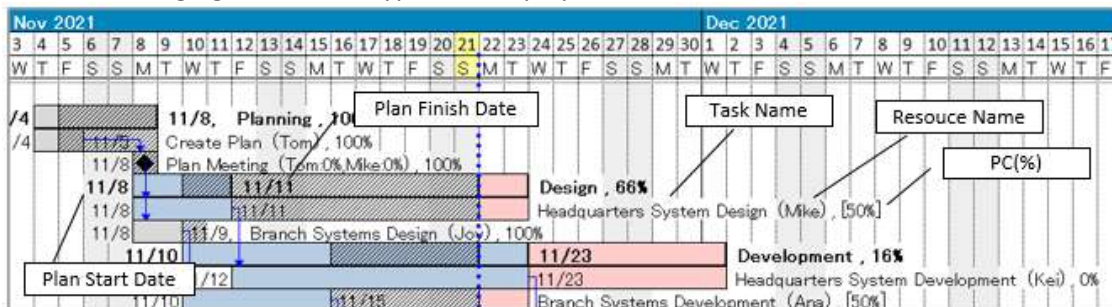 Nov 2021 Dec 2021
3 4 5 6 7 8 9 10 11 12 13 14 15 16 17 18 19 20 21 22 23 24 25 26 27 28 29 30 1 2 3 4 5 6 7 8 9 10 11 12 13 14 15 16 1
W T F S S M T W T F S S M T W T F S S M T W T F S S M T W T F S S M T W T F S S M T W T F
/4 11/8, Planning , 100 Plan Finish Date Task Name Resouce Name
/4 11/5 Create Plan (Tom) , 100%
11/8 Plan Meeting (Tom:0%,Mike:0%) , 100% PC(%)
11/8 11/11 Design , 66%
11/8 11/11 Headquarters System Design (Mike) , [50%]
11/8 11/9, Branch Systems Design (Joy) , 100%
11/10 11/23 Development , 16%
Plan Start Date /12 11/23 Headquarters System Development (Kei) , 0%
11/10 11/15 Branch Systems Development (Ana) [50%]